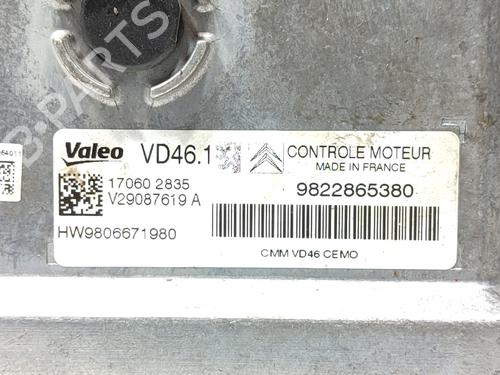 B-PARTS
Valeo VD46.1 CONTROLE MOTEUR
MADE IN FRANCE
17060 2835
V29087619 A
9822865380
HW9806671980
CMM VD46 CEMO